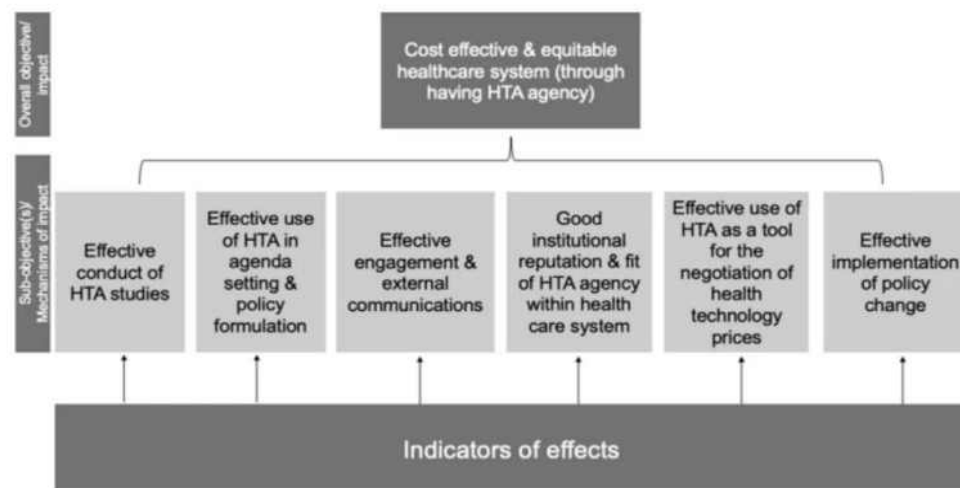 Overall objective/
impact
Cost effective & equitable
healthcare system (through
having HTA agency)
Sub-objective(s)/
Mechanisms of impact
Effective
conduct of
HTA studies
Effective use
of HTA in
agenda
setting &
policy
formulation
Effective
engagement &
external
communications
Good
institutional
reputation & fit
of HTA agency
within health
care system
Effective use of
HTA as a tool
for the
negotiation of
health
technology
prices
Effective
implementation
of policy
change
Indicators of effects